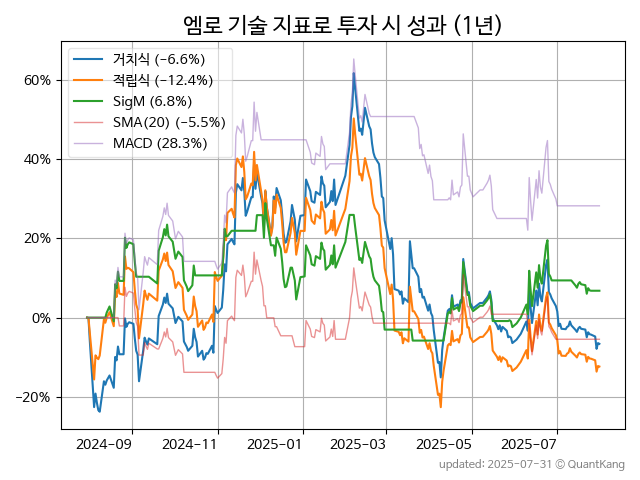 엠로 기술 지표로 투자 시 성과 (1년)
거치식 (−6.6%)
적립식 (−12.4%)
SigM (6.8%)
SMA(20) (−5.5%)
MACD (28.3%)
60%
40%
20%
0%
−20%
2024-09
2024-11
2025-01
2025-03
2025-05
2025-07
updated: 2025-07-31 © QuantKang